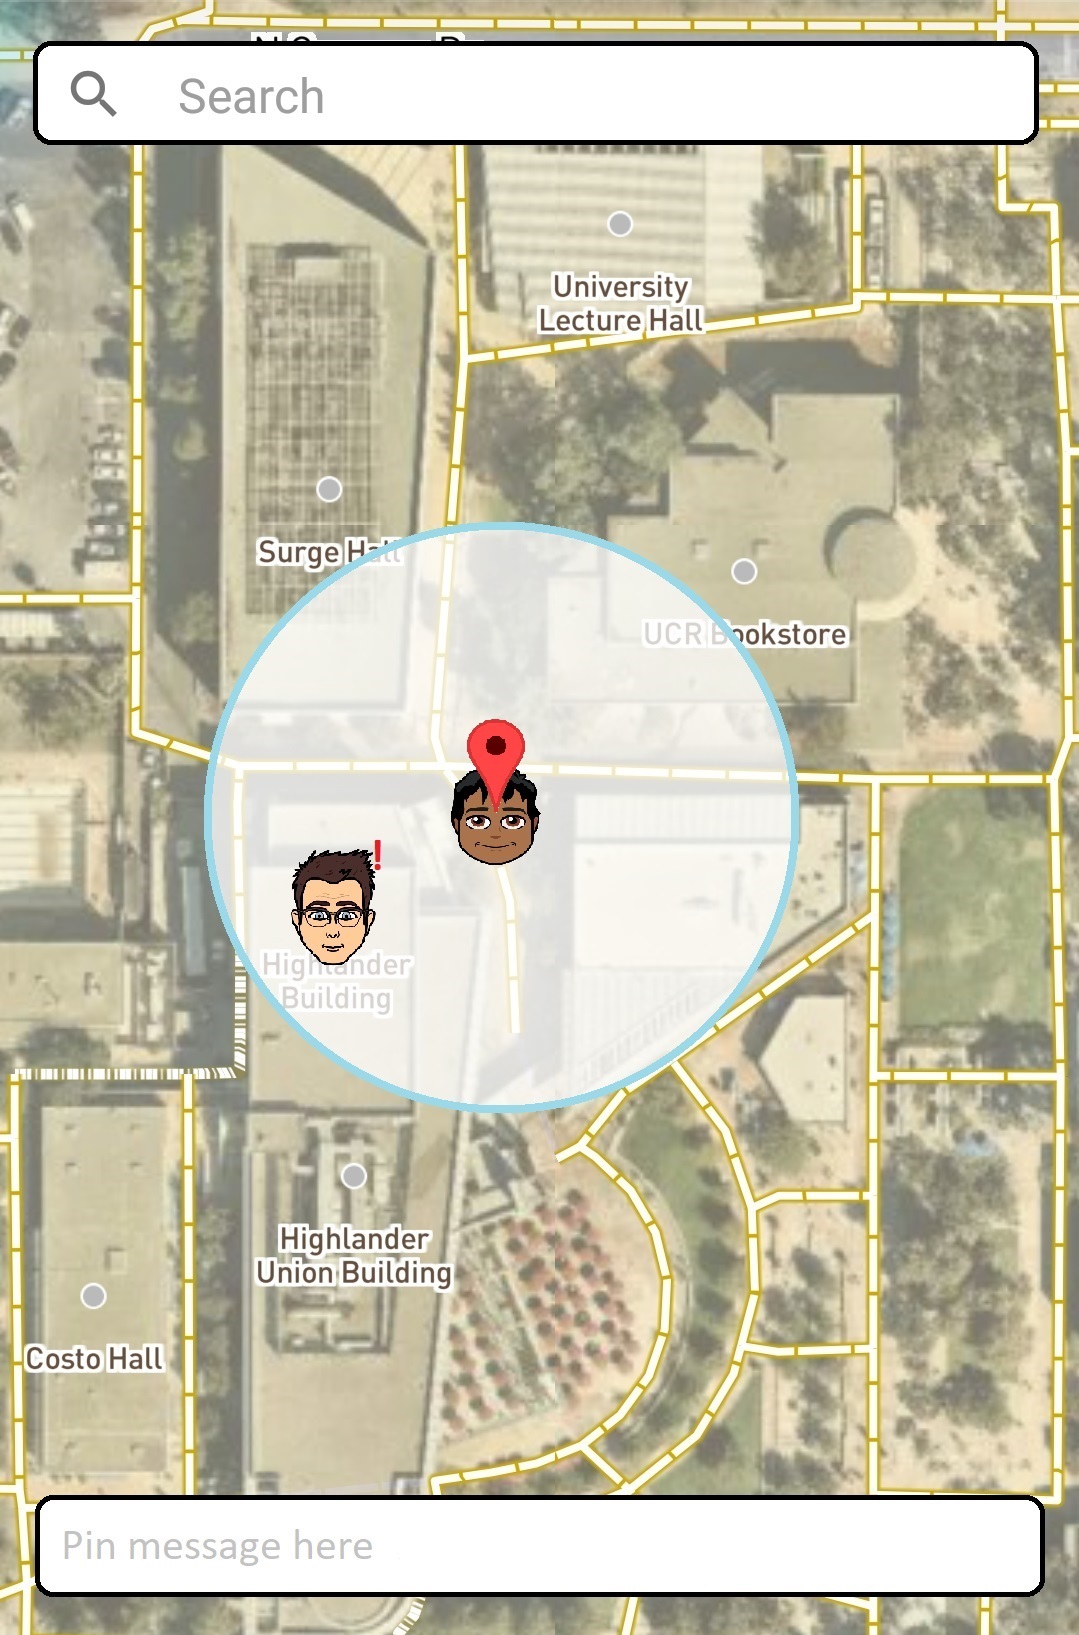 Search
University
Lecture Hall
Surge Hall
UCR Bookstore
Highlander
Building
Highlander
Union Building
Costo Hall
Pin message here